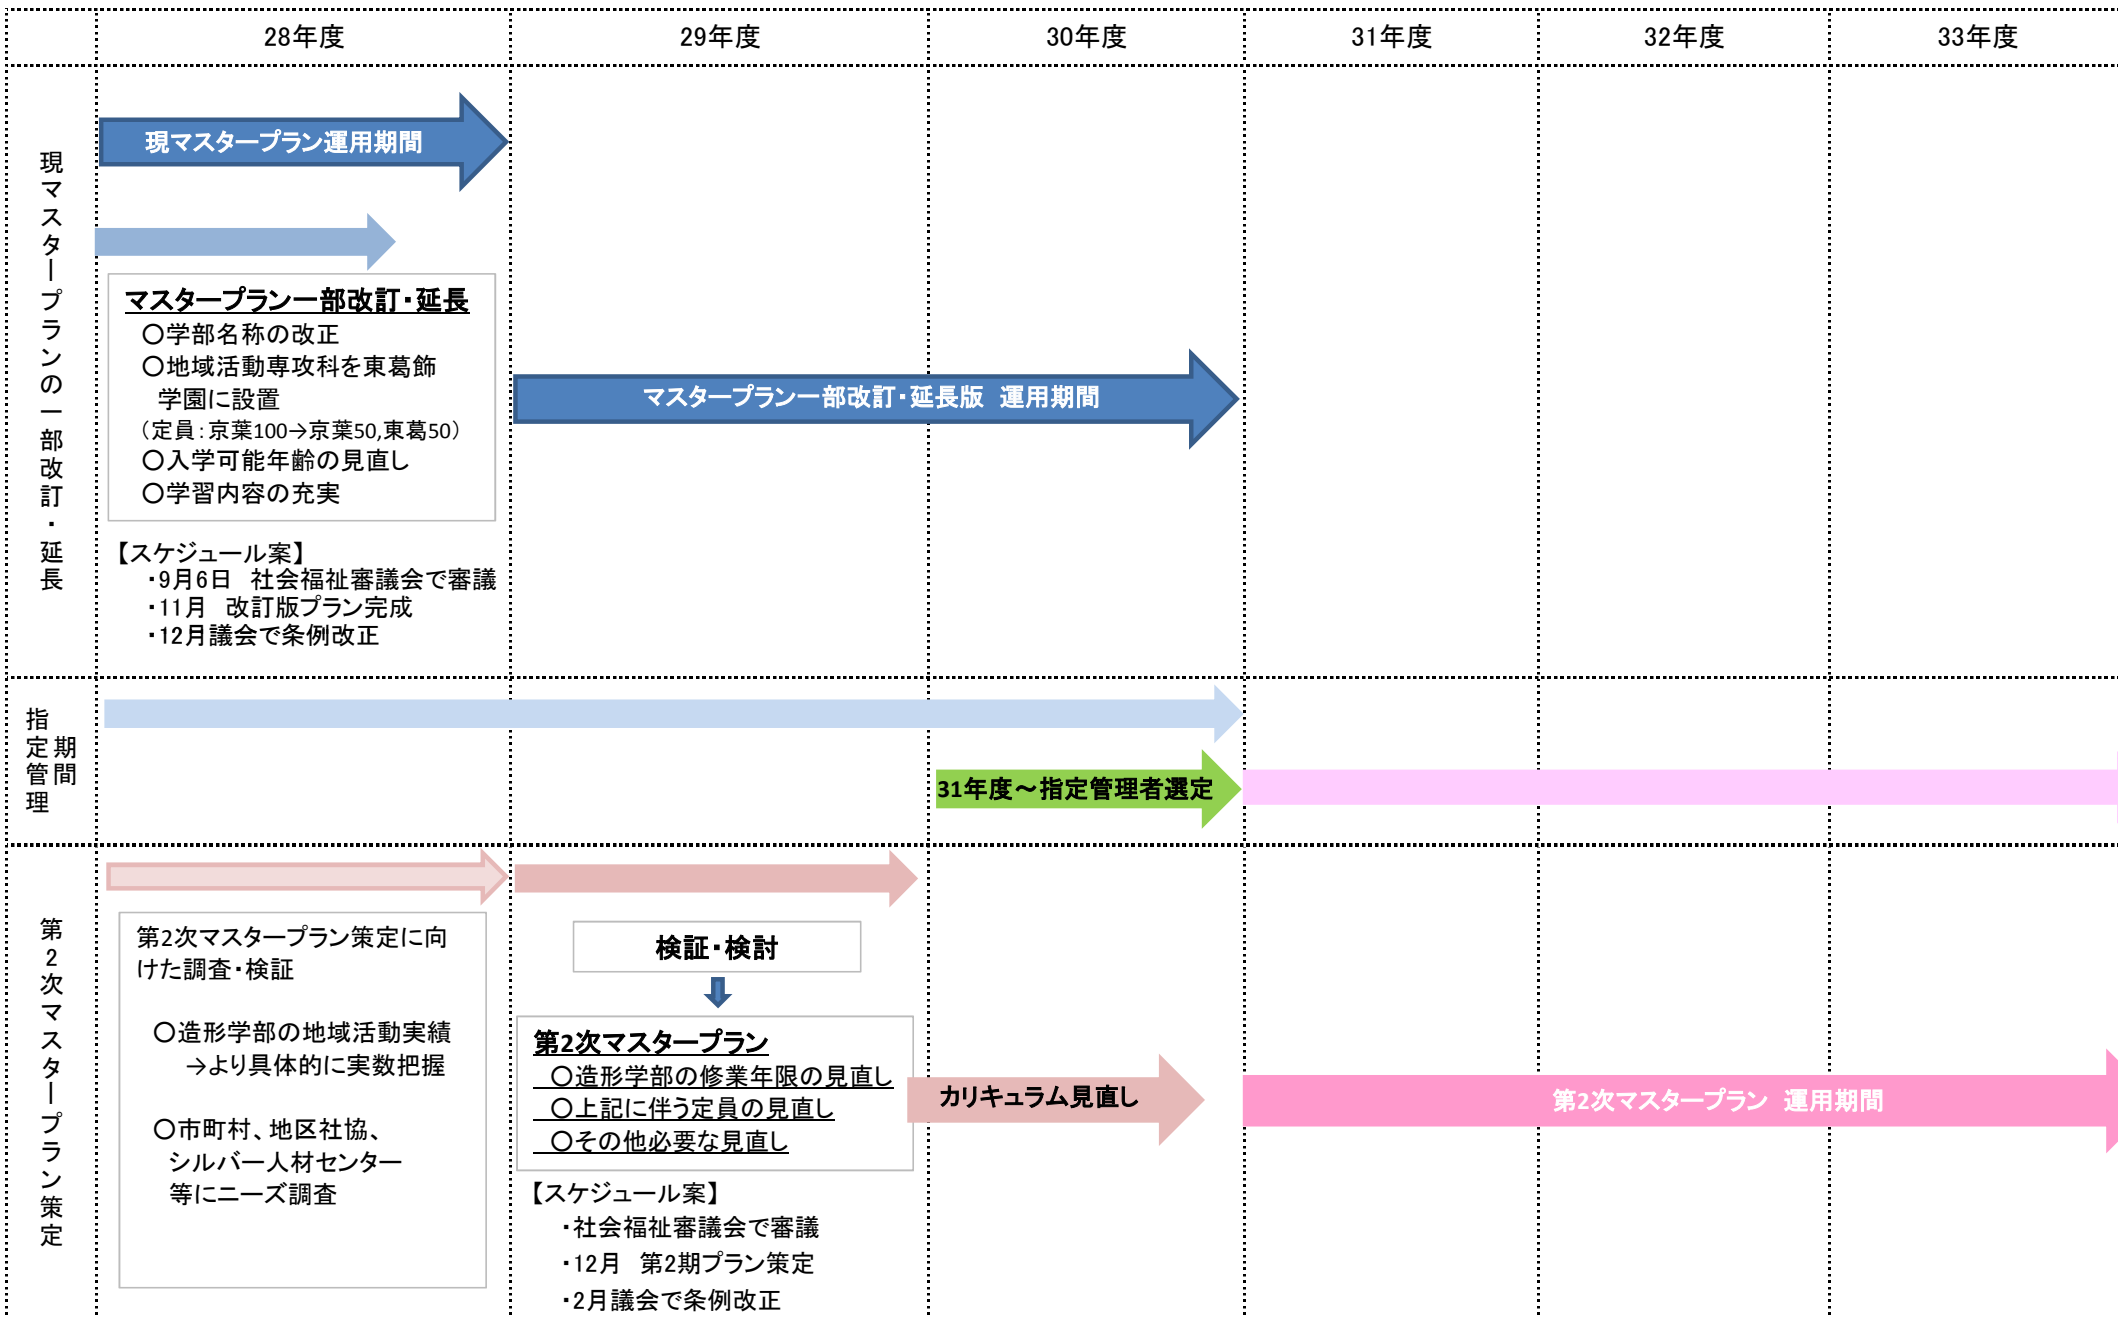 28年度
29年度
30年度
31年度
32年度
33年度
現マスタープランの一部改訂・延長
現マスタープラン運用期間
マスタープラン一部改訂・延長
〇学部名称の改正
〇地域活動専攻科を東葛飾
学園に設置
（定員：京葉100→京葉50,東葛50）
〇入学可能年齢の見直し
〇学習内容の充実
【スケジュール案】
・9月6日　社会福祉審議会で審議
・11月　改訂版プラン完成
・12月議会で条例改正
マスタープラン一部改訂・延長版　運用期間
指定管理
期間
31年度～指定管理者選定
第2次マスタープラン策定
第2次マスタープラン策定に向
けた調査・検証
〇造形学部の地域活動実績
→より具体的に実数把握
〇市町村、地区社協、
シルバー人材センター
等にニーズ調査
検証・検討
第2次マスタープラン
〇造形学部の修業年限の見直し
〇上記に伴う定員の見直し
〇その他必要な見直し
【スケジュール案】
・社会福祉審議会で審議
・12月　第2期プラン策定
・2月議会で条例改正
カリキュラム見直し
第2次マスタープラン　運用期間